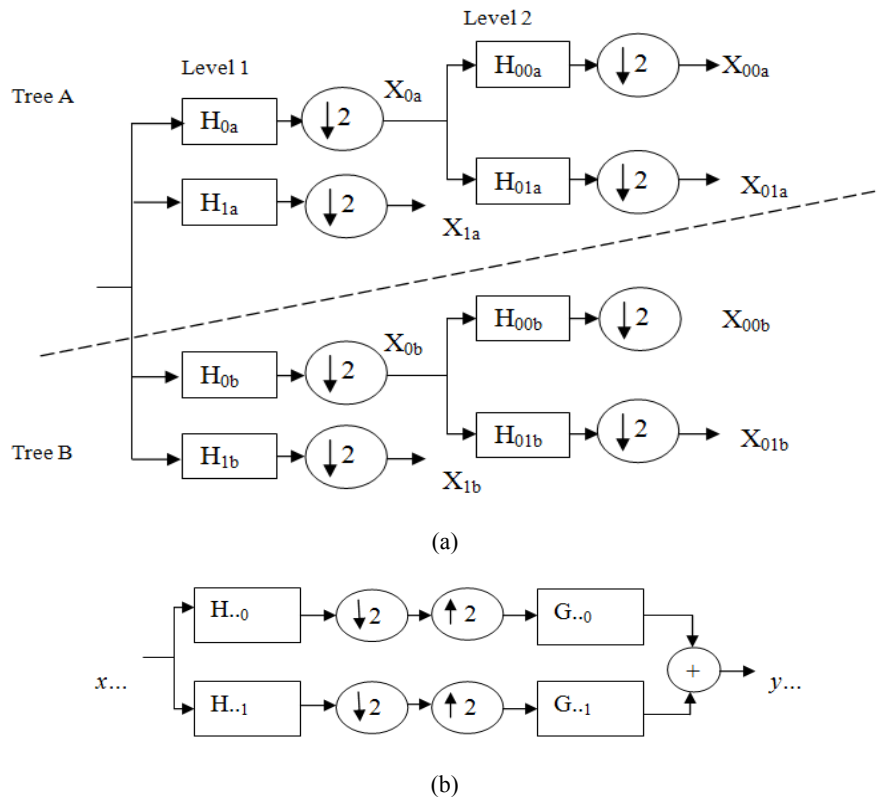 Level 2
Level 1
Tree A
H₀ₐ ↓2 X₀ₐ H₀₀ₐ ↓2 X₀₀ₐ
H₁ₐ ↓2 X₁ₐ H₀₁ₐ ↓2 X₀₁ₐ
Tree B
H0b ↓2 X0b H00b ↓2 X00b
H1b ↓2 X1b H01b ↓2 X01b
(a)
x... H..₀ ↓2 ↑2 G..₀
H..₁ ↓2 ↑2 G..₁ + y...
(b)